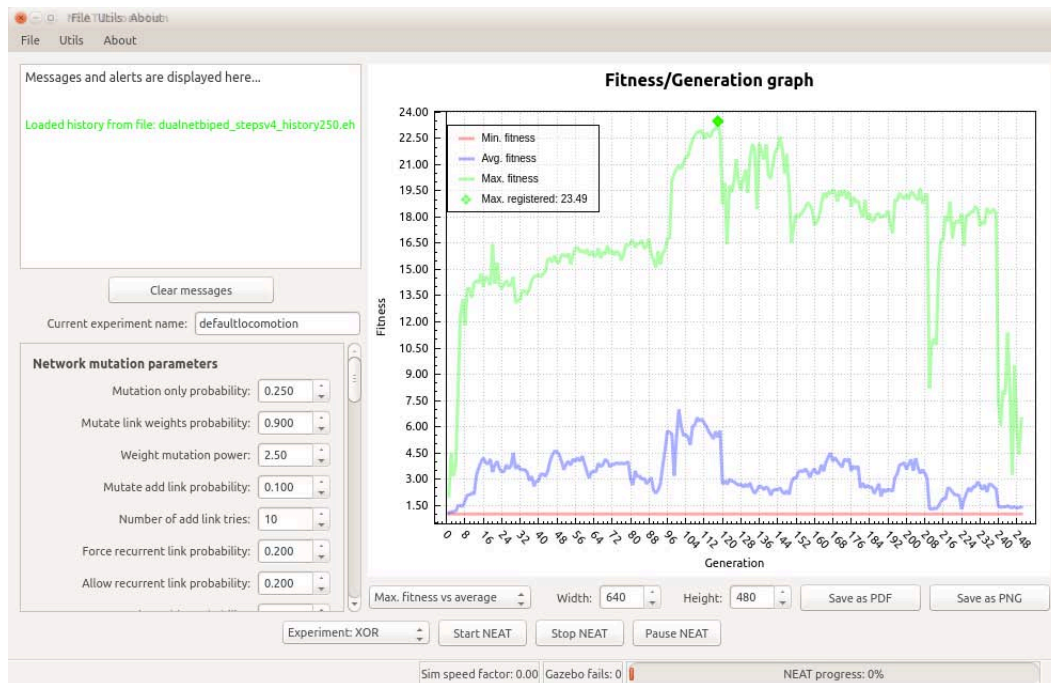 File Utils About
File Utils About
Messages and alerts are displayed here...
Loaded history from file: dualnetbiped_stepsv4_history250.eh
Clear messages
Current experiment name: defaultlocomotion
Network mutation parameters
Mutation only probability: 0.250
Mutate link weights probability: 0.900
Weight mutation power: 2.50
Mutate add link probability: 0.100
Number of add link tries: 10
Force recurrent link probability: 0.200
Allow recurrent link probability: 0.200
Fitness/Generation graph
Min. fitness
Avg. fitness
Max. fitness
Max. registered: 23.49
Fitness
24.00
22.50
21.00
19.50
18.00
16.50
15.00
13.50
12.00
10.50
9.00
7.50
6.00
4.50
3.00
1.50
0 8 16 24 32 40 48 56 64 72 80 88 96 104 112 120 128 136 144 152 160 168 176 184 192 200 208 216 224 232 240 248
Generation
Max. fitness vs average
Width: 640
Height: 480
Save as PDF
Save as PNG
Experiment: XOR
Start NEAT
Stop NEAT
Pause NEAT
Sim speed factor: 0.00
Gazebo fails: 0
NEAT progress: 0%